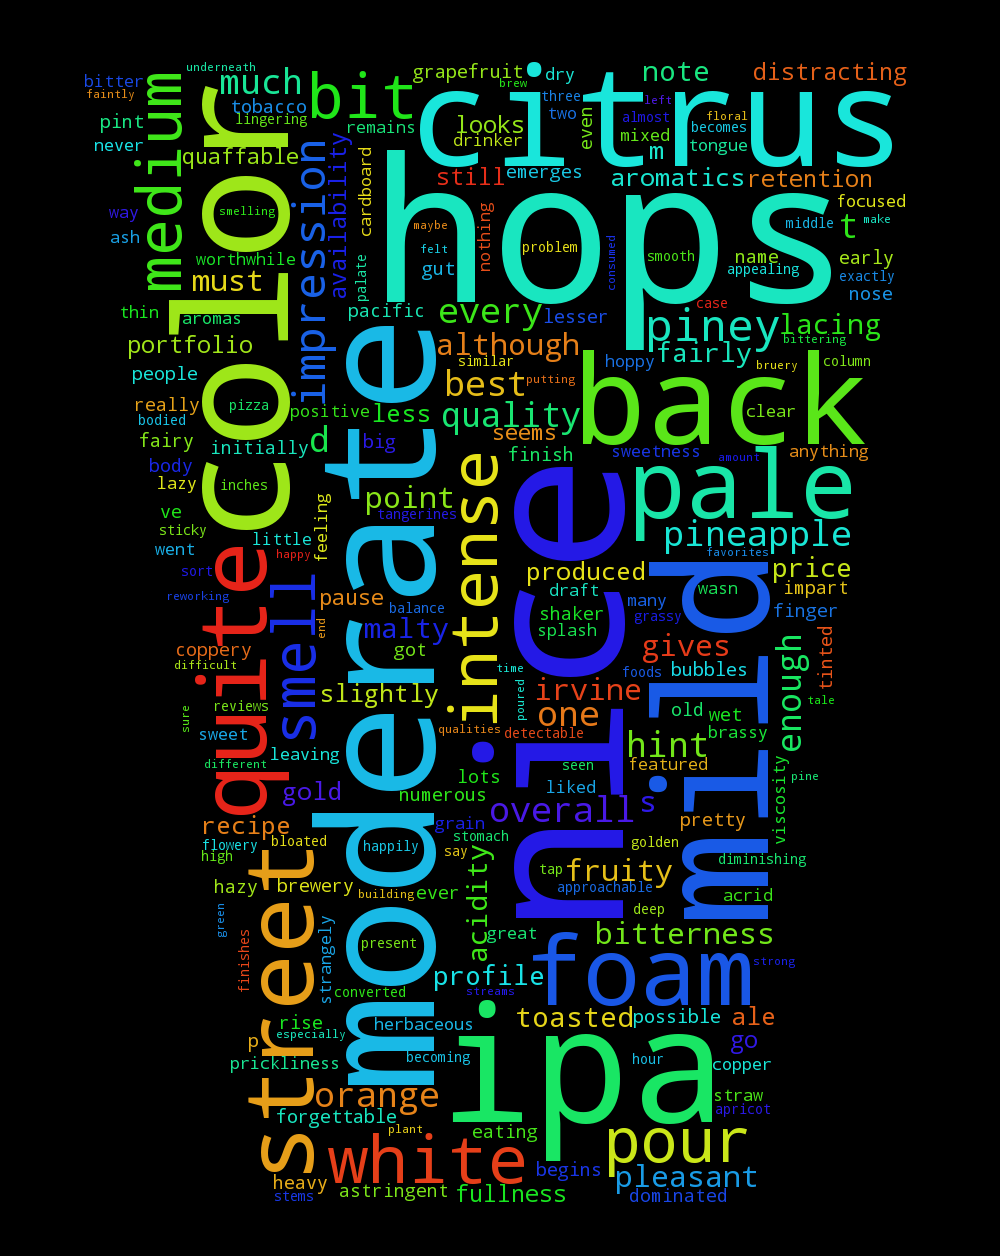 underneath
bitter
faintly
much
bit
grapefruit
brew
dry
citrus
note
distracting
medium
color
tobacco
lingering
remains
looks
drinker
three
two
even
left
almost
mixed
floral
becomes
tongue
m
pint
never
quaffable
impression
availability
cardboard
still
emerges
hops
aromatics
retention
focused
way
ash
smelling
maybe
felt
gut
nothing
problem
consumed
smooth
name
appealing
middle
t
make
early
exactly
nose
worthwhile
must
palate
thin
aromas
pacific
every
lesser
case
piney
lacing
bittering
portfolio
moderate
although
similar
hoppy
fairly
bruery
column
people
best
putting
back
really
bodied
pizza
positive
less
quality
clear
fairy
initially
d
big
seems
finish
sweetness
amount
anything
body
lazy
inches
feeling
point
intense
nice
pale
ve
sticky
tangerines
little
pineapple
went
happy
favorites
sort
quite
smell
produced
mild
price
reworking
end
pause
balance
draft
wasn
impart
shaker
many
finger
splash
grassy
malty
coppery
got
gives
enough
tinted
difficult
time
foods
bubbles
reviews
slightly
poured
irvine
tale
sure
one
old
wet
sweet
qualities
detectable
brassy
leaving
hint
different
seen
featured
viscosity
pine
lots
liked
gold
numerous
overall
s
recipe
grain
pretty
flowery
bloated
happily
stomach
golden
high
say
diminishing
street
acidity
tap
fruity
hazy
brewery
building
ever
approachable
acrid
green
deep
finishes
strangely
present
great
bitterness
foam
strong
profile
converted
streams
rise
especially
herbaceous
toasted
possible
ale
p
go
prickliness
becoming
ipa
hour
copper
orange
straw
forgettable
apricot
plant
eating
pour
white
begins
pleasant
heavy
stems
astringent
fullness
dominated